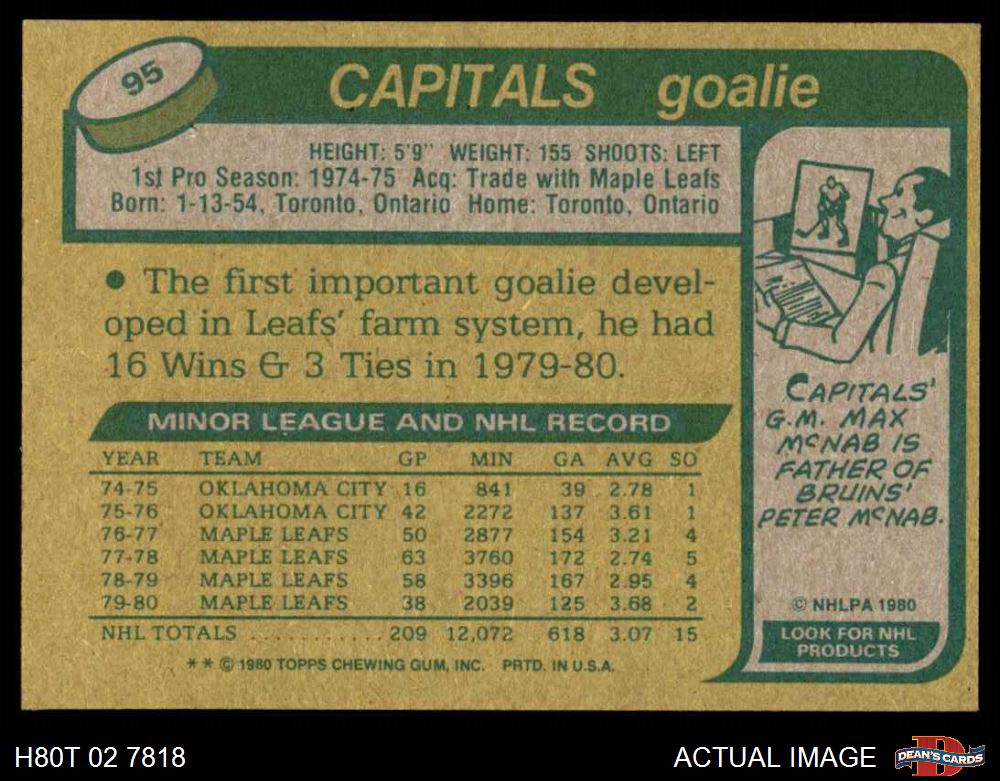 95
CAPITALS goalie
HEIGHT: 5'9" WEIGHT: 155 SHOOTS: LEFT
1st Pro Season: 1974-75 Acq: Trade with Maple Leafs
Born: 1-13-54, Toronto, Ontario Home: Toronto, Ontario
• The first important goalie devel-
oped in Leafs' farm system, he had
16 Wins & 3 Ties in 1979-80.
MINOR LEAGUE AND NHL RECORD
YEAR TEAM GP MIN GA AVG SO
74-75 OKLAHOMA CITY 16 841 39 2.78 1
75-76 OKLAHOMA CITY 42 2272 137 3.61 1
76-77 MAPLE LEAFS 50 2877 154 3.21 4
77-78 MAPLE LEAFS 63 3760 172 2.74 5
78-79 MAPLE LEAFS 58 3396 167 2.95 4
79-80 MAPLE LEAFS 38 2039 125 3.68 2
NHL TOTALS .......... 209 12,072 618 3.07 15
** © 1980 TOPPS CHEWING GUM, INC. PRTD. IN U.S.A.
CAPITALS'
G.M. MAX
McNAB IS
FATHER OF
BRUINS'
PETER McNAB.
© NHLPA 1980
LOOK FOR NHL
PRODUCTS
H80T 02 7818
ACTUAL IMAGE
D
DEAN'S CARDS